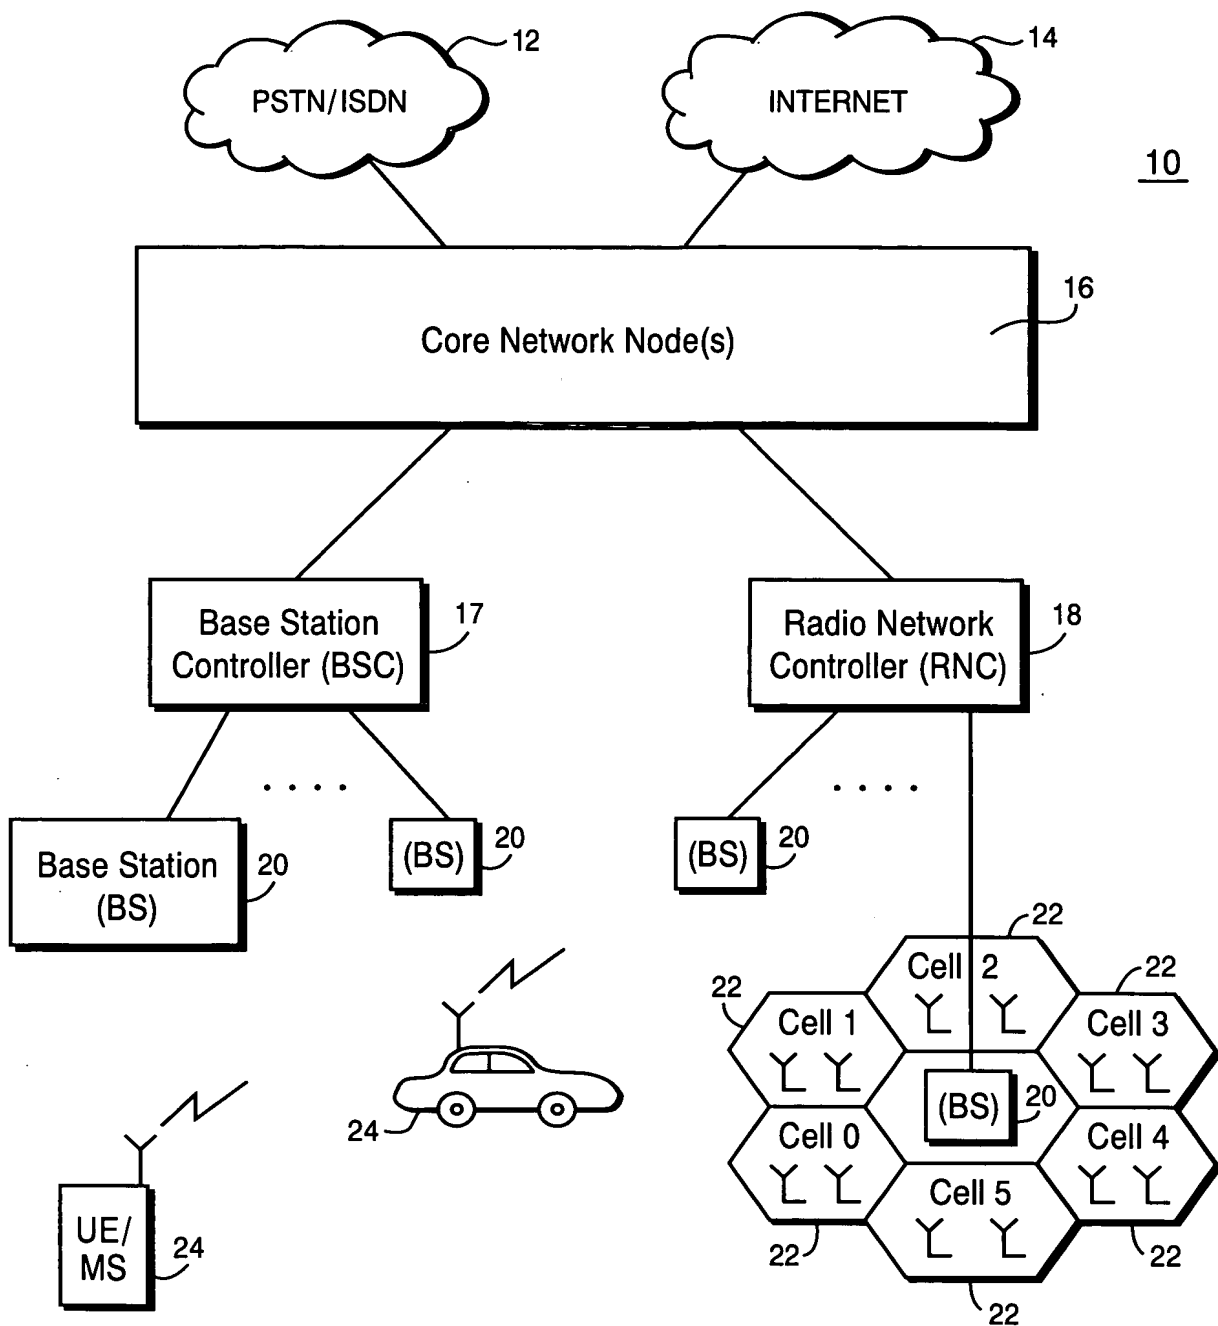 12
14
PSTN/ISDN
INTERNET
10
16
Core Network Node(s)
Base Station
Controller (BSC)
17
Radio Network
Controller (RNC)
18
. . . .
. . . .
Base Station
(BS)
20
(BS)
20
(BS)
20
22
Cell 2
22
Cell 1
22
Cell 3
(BS)
20
Cell 0
Cell 4
Cell 5
22
22
22
24
UE/
MS
24